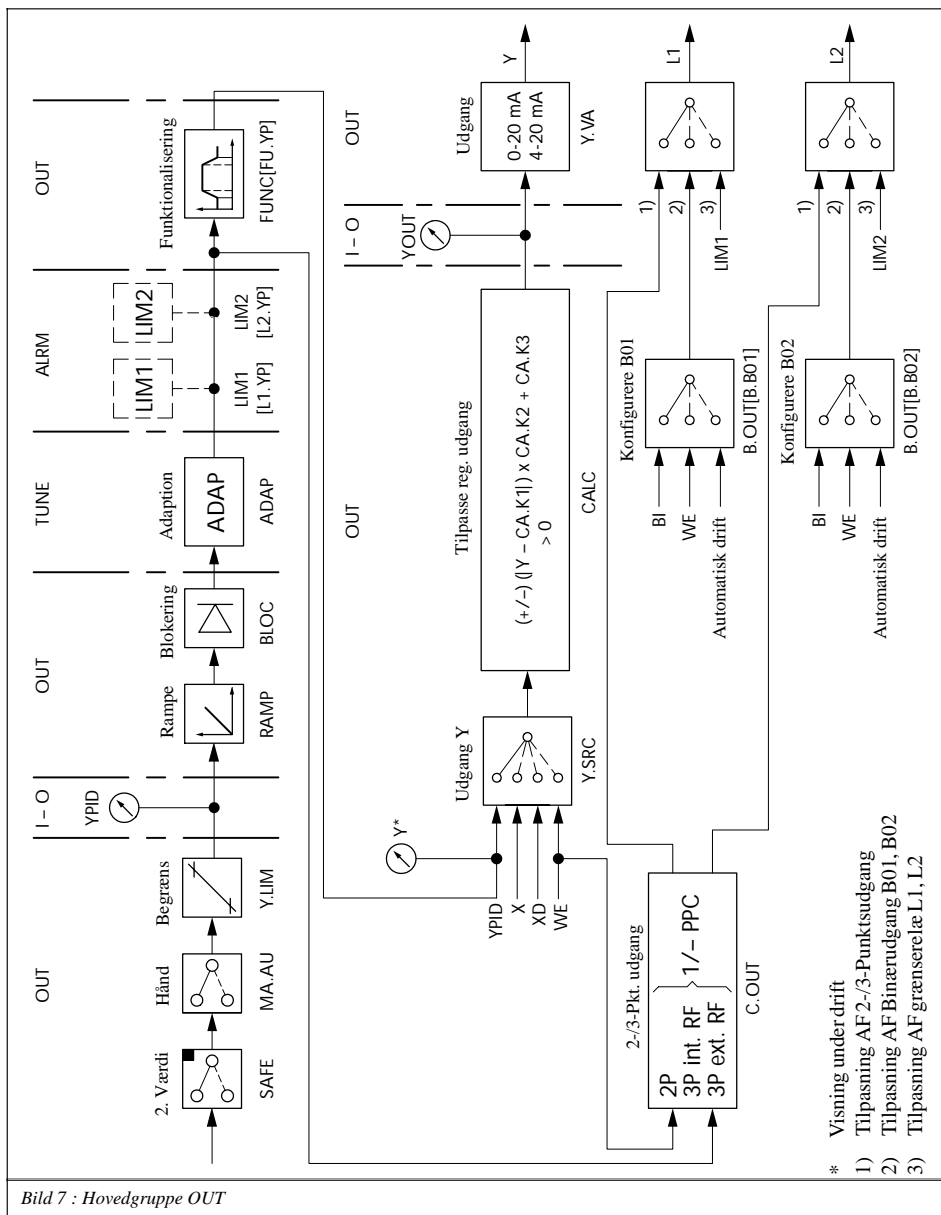 OUT
I – O
OUT
TUNE
ALRM
OUT
2. Værdi
Hånd
Begræns
YPID
Rampe
Blokering
Adaption
ADAP
LIM1
LIM2
Funktionalisering
SAFE
MA.AU
Y.LIM
RAMP
BLOC
ADAP
LIM1
[L1.YP]
LIM2
[L2.YP]
FUNC[FU.YP]
OUT
I – O
OUT
Y*
YPID
X
XD
WE
Udgang Y
Y.SRC
Tilpasse reg. udgang
(+/–) (|Y – CA.K1|) x CA.K2 + CA.K3
> 0
CALC
YOUT
Udgang
0-20 mA
4-20 mA
Y.VA
Y
2-/3-Pkt. udgang
2P
3P int. RF
3P ext. RF
1/– PPC
C.OUT
BI
WE
Automatisk drift
Konfigurere B01
B.OUT[B.B01]
1)
2)
3)
LIM1
L1
BI
WE
Automatisk drift
Konfigurere B02
B.OUT[B.B02]
1)
2)
3)
LIM2
L2
* Visning under drift
1) Tilpasning AF 2-/3-Punktsudgang
2) Tilpasning AF Binærudgang B01, B02
3) Tilpasning AF grænserelæ L1, L2
Bild 7 : Hovedgruppe OUT